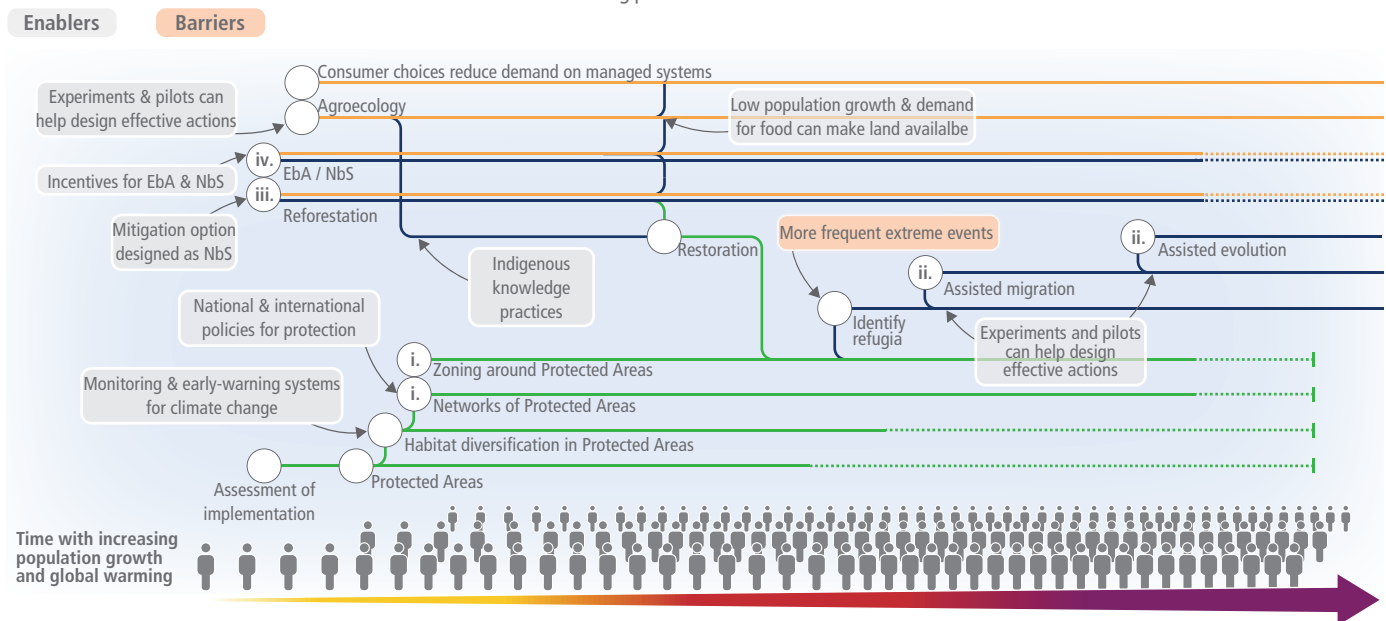 Enablers
Barriers
Consumer choices reduce demand on managed systems
Experiments & pilots can
help design effective actions
Agroecology
Low population growth & demand
for food can make land availalbe
iv.
EbA / NbS
Incentives for EbA & NbS
iii.
Reforestation
Mitigation option
designed as NbS
Restoration
More frequent extreme events
ii.
Assisted evolution
Indigenous
knowledge
practices
ii.
Assisted migration
National & international
policies for protection
Identify
refugia
Experiments and pilots
can help design
effective actions
i.
Zoning around Protected Areas
Monitoring & early-warning systems
for climate change
i.
Networks of Protected Areas
Habitat diversification in Protected Areas
Protected Areas
Assessment of
implementation
Time with increasing
population growth
and global warming